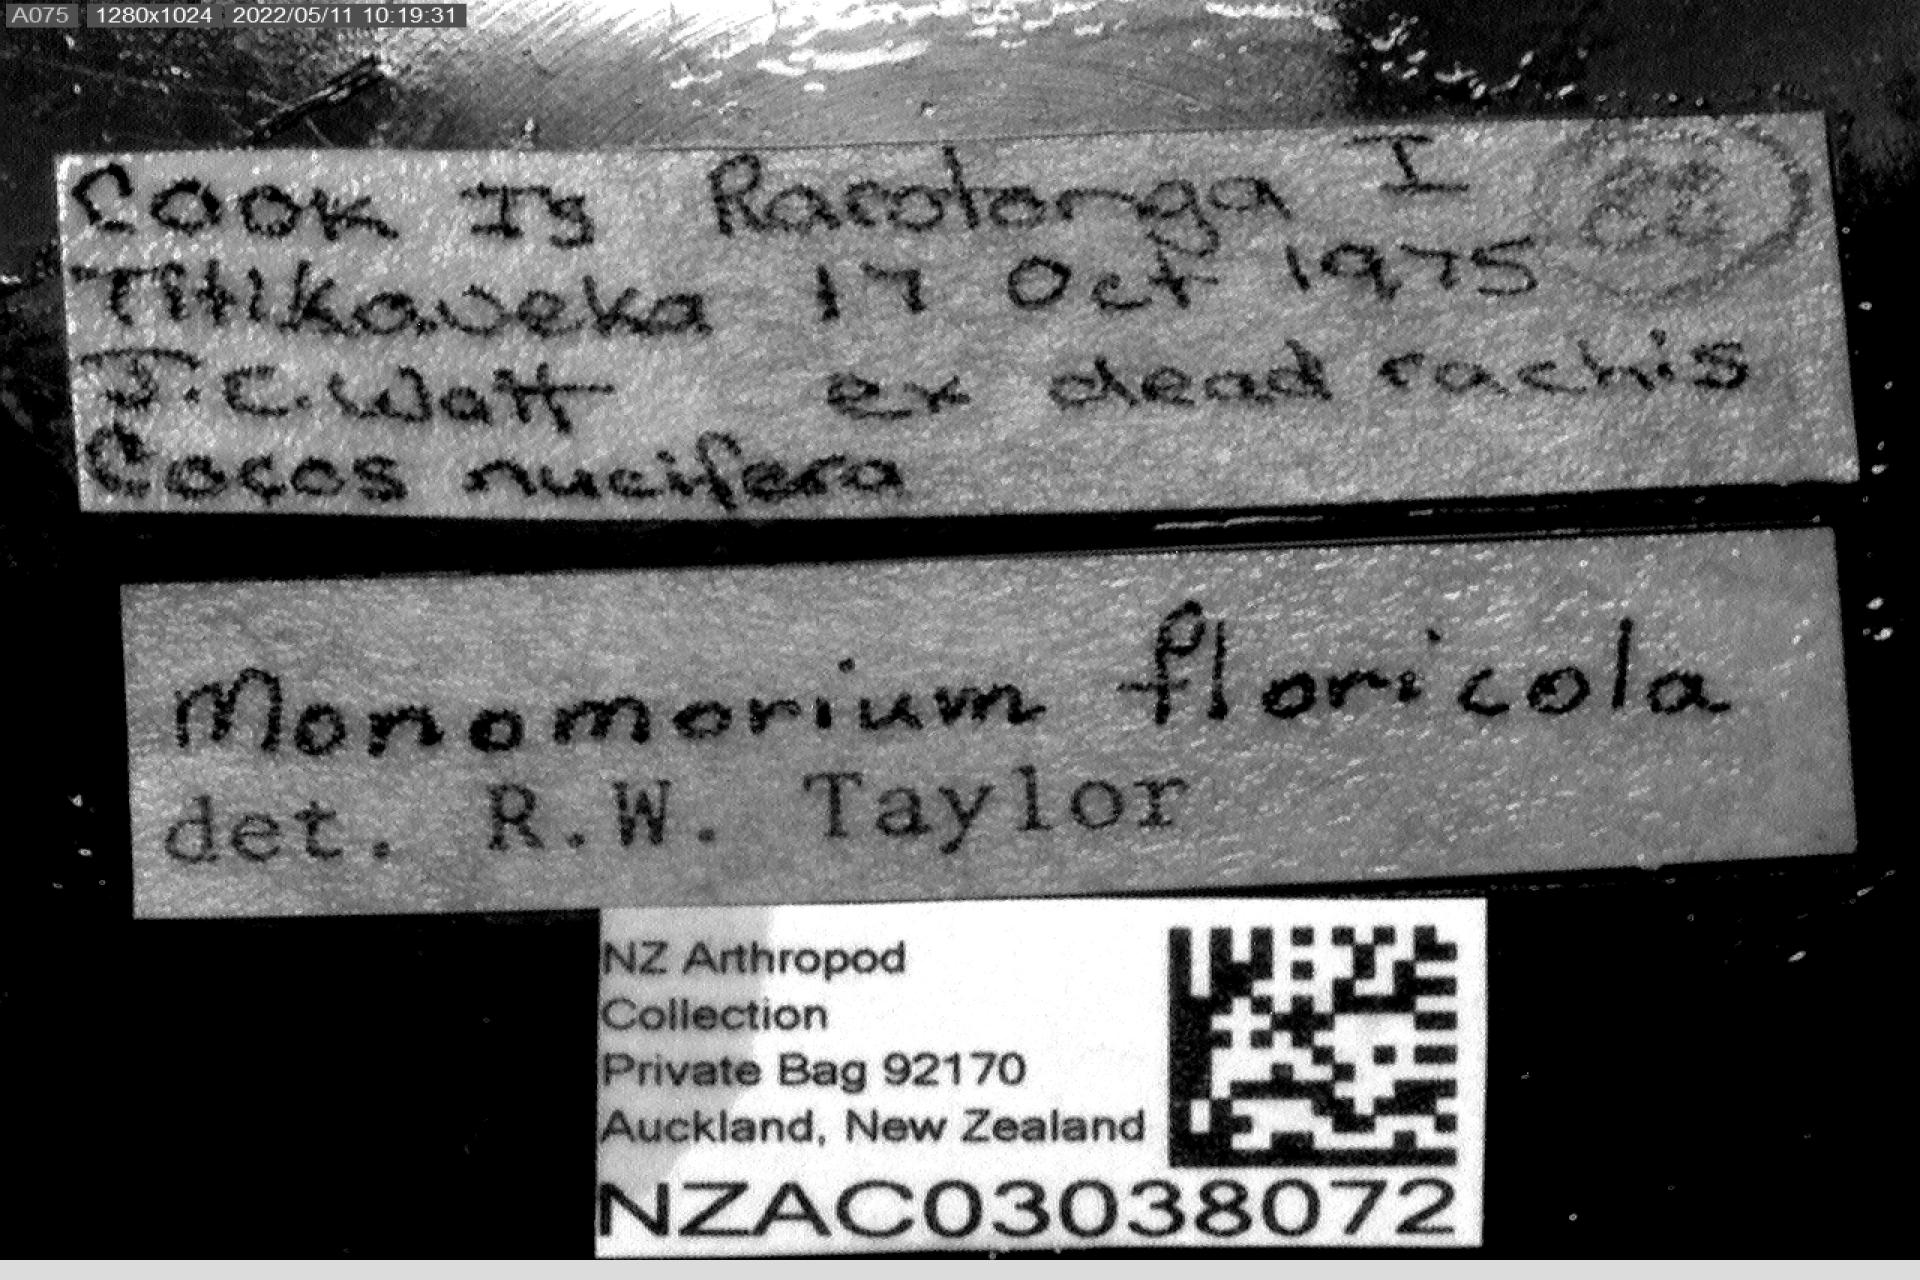 A075 1280x1024 2022/05/11 10:19:31
Cook Is Rarotonga I
Titikaveka 17 Oct 1975
J.C. Watt ex dead rachis
Cocos nucifera
Monomorium floricola
det. R.W. Taylor
NZ Arthropod
Collection
Private Bag 92170
Auckland, New Zealand
NZAC03038072